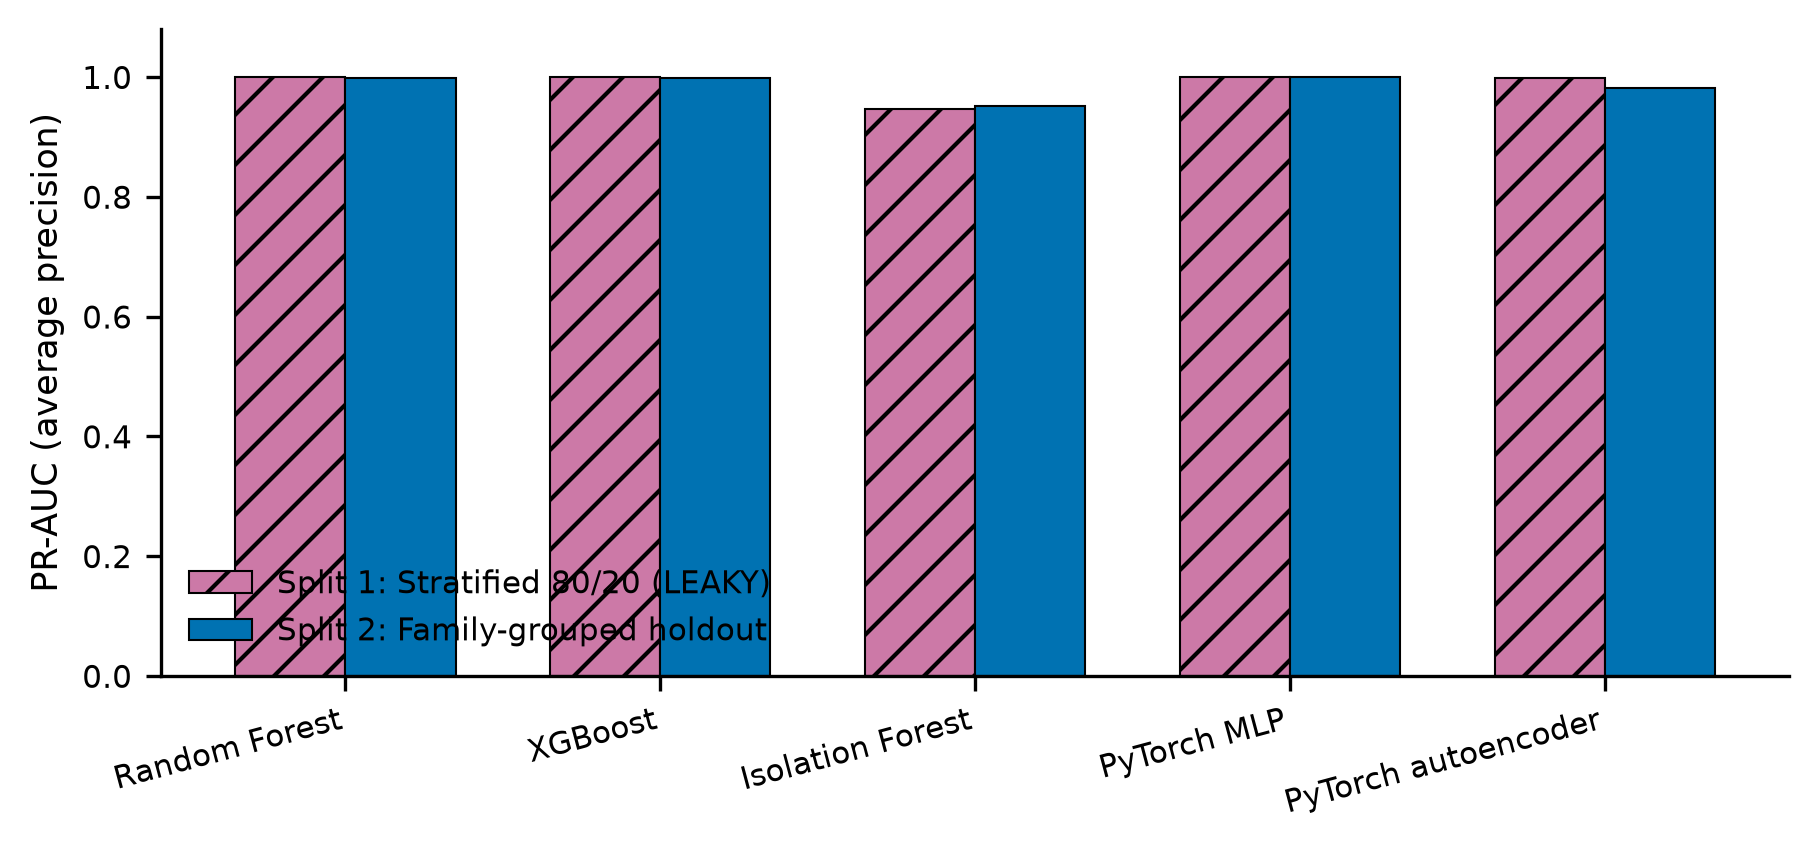 PR-AUC (average precision)
1.0
0.8
0.6
0.4
0.2
0.0
Split 1: Stratified 80/20 (LEAKY)
Split 2: Family-grouped holdout
Random Forest
XGBoost
Isolation Forest
PyTorch MLP
PyTorch autoencoder